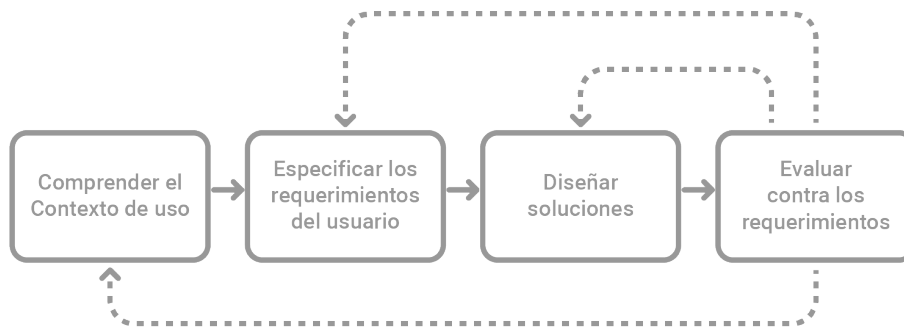 Comprender el
Contexto de uso
Especificar los
requerimientos
del usuario
Diseñar
soluciones
Evaluar
contra los
requerimientos